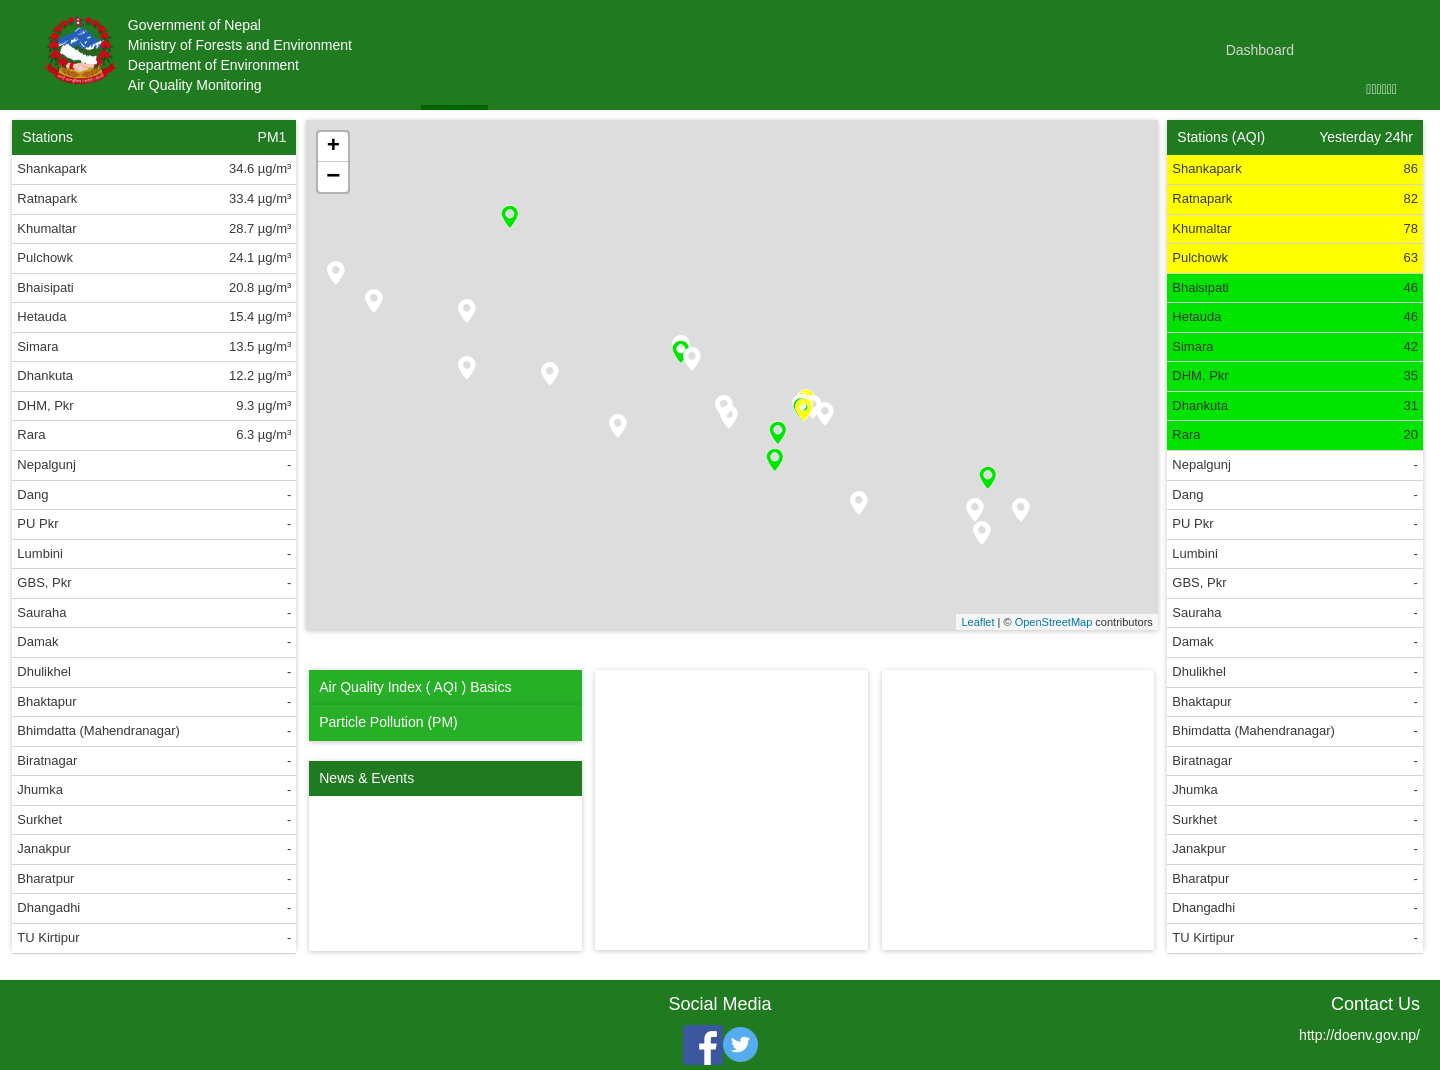 Government of Nepal
Ministry of Forests and Environment
Department of Environment
Air Quality Monitoring
Dashboard
Stations PM1
Shankapark 34.6 µg/m³
Ratnapark 33.4 µg/m³
Khumaltar 28.7 µg/m³
Pulchowk 24.1 µg/m³
Bhaisipati 20.8 µg/m³
Hetauda 15.4 µg/m³
Simara 13.5 µg/m³
Dhankuta 12.2 µg/m³
DHM, Pkr 9.3 µg/m³
Rara 6.3 µg/m³
Nepalgunj -
Dang -
PU Pkr -
Lumbini -
GBS, Pkr -
Sauraha -
Damak -
Dhulikhel -
Bhaktapur -
Bhimdatta (Mahendranagar) -
Biratnagar -
Jhumka -
Surkhet -
Janakpur -
Bharatpur -
Dhangadhi -
TU Kirtipur -
+
−
Leaflet | © OpenStreetMap contributors
Air Quality Index ( AQI ) Basics
Particle Pollution (PM)
News & Events
Stations (AQI) Yesterday 24hr
Shankapark 86
Ratnapark 82
Khumaltar 78
Pulchowk 63
Bhaisipati 46
Hetauda 46
Simara 42
DHM, Pkr 35
Dhankuta 31
Rara 20
Nepalgunj -
Dang -
PU Pkr -
Lumbini -
GBS, Pkr -
Sauraha -
Damak -
Dhulikhel -
Bhaktapur -
Bhimdatta (Mahendranagar) -
Biratnagar -
Jhumka -
Surkhet -
Janakpur -
Bharatpur -
Dhangadhi -
TU Kirtipur -
Social Media
Contact Us
http://doenv.gov.np/